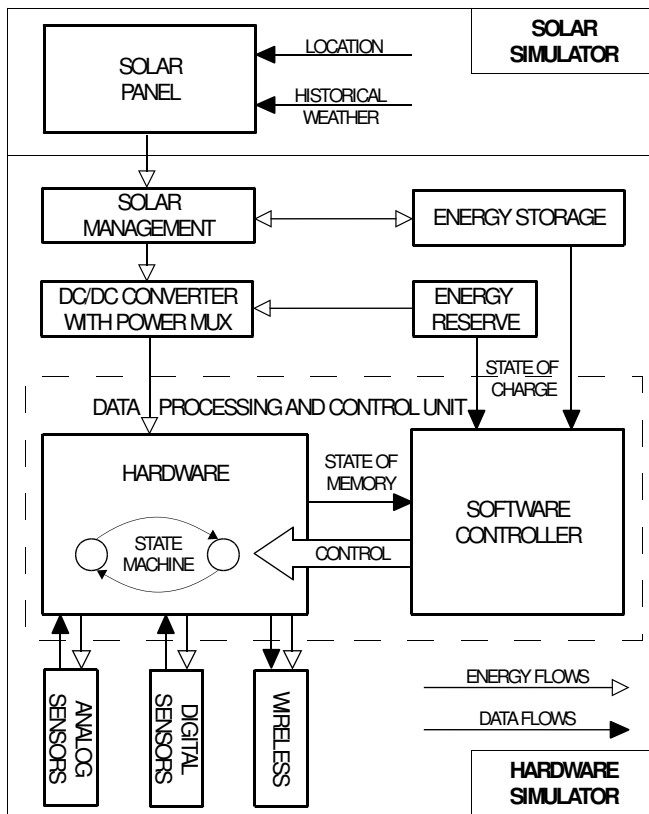 SOLAR
SIMULATOR
SOLAR
PANEL
LOCATION
HISTORICAL
WEATHER
SOLAR
MANAGEMENT
ENERGY STORAGE
DC/DC CONVERTER
WITH POWER MUX
ENERGY
RESERVE
STATE OF
CHARGE
DATA PROCESSING AND CONTROL UNIT
HARDWARE
STATE OF
MEMORY
SOFTWARE
CONTROLLER
STATE
MACHINE
CONTROL
ANALOG
SENSORS
DIGITAL
SENSORS
WIRELESS
ENERGY FLOWS
DATA FLOWS
HARDWARE
SIMULATOR